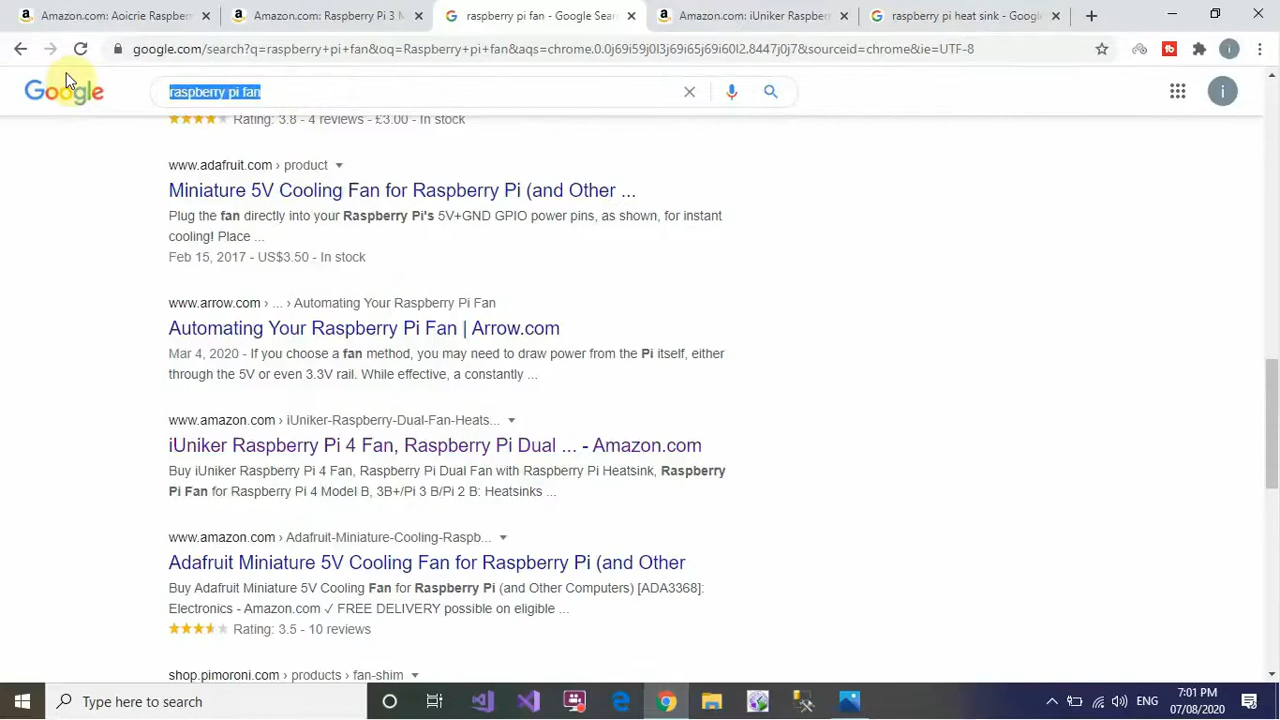 Amazon.com: Aoicrie Raspberr
Amazon.com: Raspberry Pi 3 M
raspberry pi fan - Google Sear
Amazon.com: iUniker Raspberry
raspberry pi heat sink - Google
google.com/search?q=raspberry+pi+fan&oq=Raspberry+pi+fan&aqs=chrome.0.0j69i59j0l3j69i65j69i60l2.8447j0j7&sourceid=chrome&ie=UTF-8
i
Google
raspberry pi fan
i
Rating: 3.8 - 4 reviews - £3.00 - In stock
www.adafruit.com › product
Miniature 5V Cooling Fan for Raspberry Pi (and Other ...
Plug the fan directly into your Raspberry Pi's 5V+GND GPIO power pins, as shown, for instant
cooling! Place ...
Feb 15, 2017 - US$3.50 - In stock
www.arrow.com › ... › Automating Your Raspberry Pi Fan
Automating Your Raspberry Pi Fan | Arrow.com
Mar 4, 2020 - If you choose a fan method, you may need to draw power from the Pi itself, either
through the 5V or even 3.3V rail. While effective, a constantly ...
www.amazon.com › iUniker-Raspberry-Dual-Fan-Heats...
iUniker Raspberry Pi 4 Fan, Raspberry Pi Dual ... - Amazon.com
Buy iUniker Raspberry Pi 4 Fan, Raspberry Pi Dual Fan with Raspberry Pi Heatsink, Raspberry
Pi Fan for Raspberry Pi 4 Model B, 3B+/Pi 3 B/Pi 2 B: Heatsinks ...
www.amazon.com › Adafruit-Miniature-Cooling-Raspb...
Adafruit Miniature 5V Cooling Fan for Raspberry Pi (and Other
Buy Adafruit Miniature 5V Cooling Fan for Raspberry Pi (and Other Computers) [ADA3368]:
Electronics - Amazon.com ✓ FREE DELIVERY possible on eligible ...
Rating: 3.5 - 10 reviews
shop.pimoroni.com › products › fan-shim
Type here to search
ENG
7:01 PM
07/08/2020